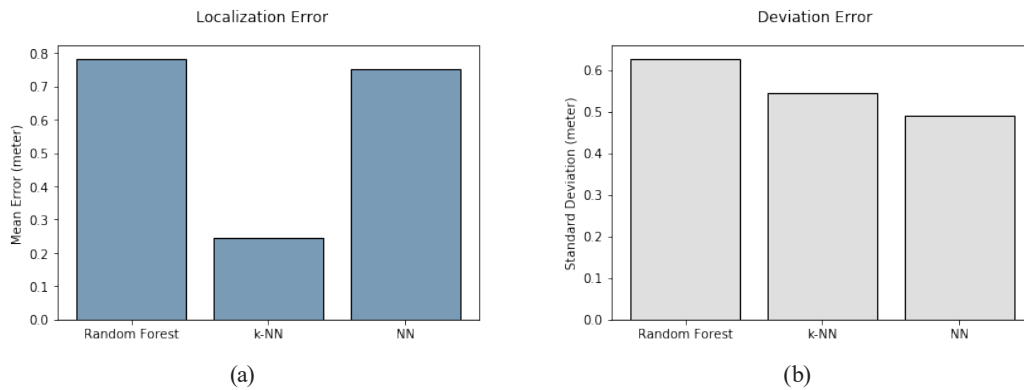 Localization Error
Mean Error (meter)
0.8
0.7
0.6
0.5
0.4
0.3
0.2
0.1
0.0
Random Forest
k-NN
NN
(a)
Deviation Error
Standard Deviation (meter)
0.6
0.5
0.4
0.3
0.2
0.1
0.0
Random Forest
k-NN
NN
(b)